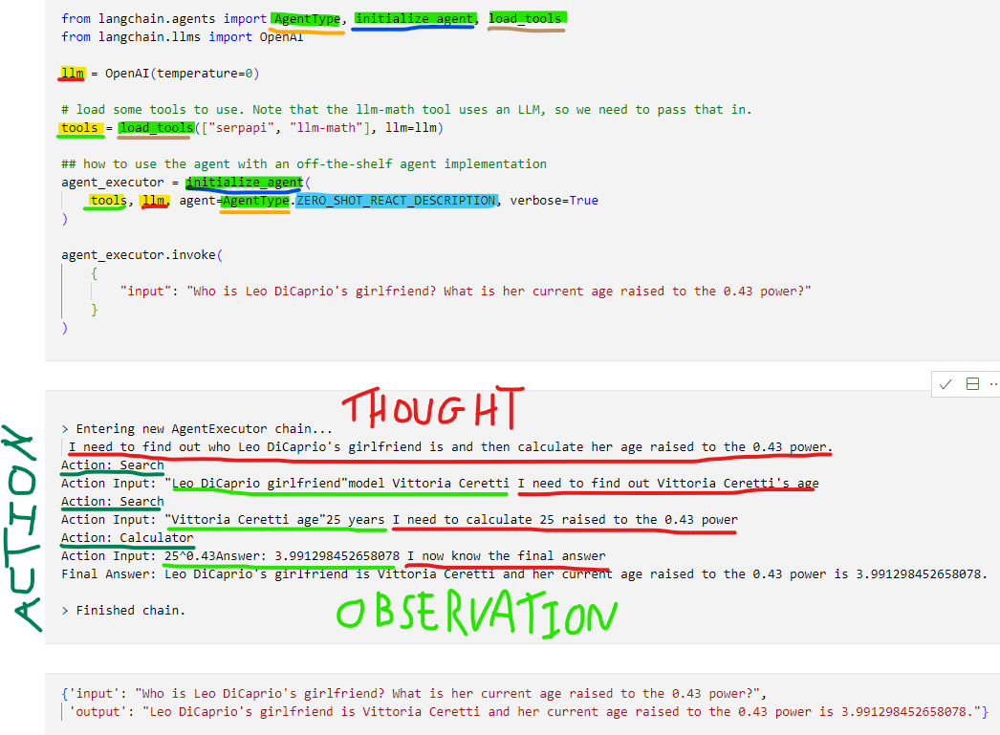 from langchain.agents import AgentType, initialize_agent, load_tools
from langchain.llms import OpenAI
llm = OpenAI(temperature=0)
# load some tools to use. Note that the llm-math tool uses an LLM, so we need to pass that in.
tools = load_tools(["serpapi", "llm-math"], llm=llm)
## how to use the agent with an off-the-shelf agent implementation
agent_executor = initialize_agent(
tools, llm, agent=AgentType.ZERO_SHOT_REACT_DESCRIPTION, verbose=True
)
agent_executor.invoke(
{
"input": "Who is Leo DiCaprio's girlfriend? What is her current age raised to the 0.43 power?"
}
)
THOUGHT
> Entering new AgentExecutor chain...
I need to find out who Leo DiCaprio's girlfriend is and then calculate her age raised to the 0.43 power.
Action: Search
Action Input: "Leo DiCaprio girlfriend"model Vittoria Ceretti I need to find out Vittoria Ceretti's age
Action: Search
Action Input: "Vittoria Ceretti age"25 years I need to calculate 25 raised to the 0.43 power
Action: Calculator
Action Input: 25^0.43Answer: 3.991298452658078 I now know the final answer
Final Answer: Leo DiCaprio's girlfriend is Vittoria Ceretti and her current age raised to the 0.43 power is 3.991298452658078.
> Finished chain.
ACTION
OBSERVATION
{'input': "Who is Leo DiCaprio's girlfriend? What is her current age raised to the 0.43 power?",
'output': "Leo DiCaprio's girlfriend is Vittoria Ceretti and her current age raised to the 0.43 power is 3.991298452658078."}